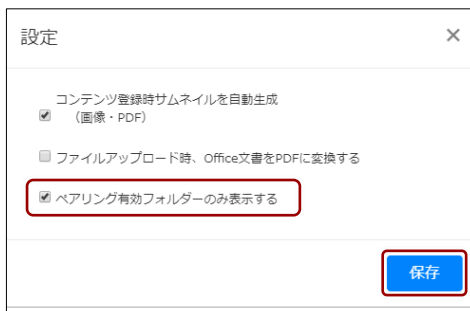 設定
×
コンテンツ登録時サムネイルを自動生成
（画像・PDF）
ファイルアップロード時、Office文書をPDFに変換する
ペアリング有効フォルダーのみ表示する
保存